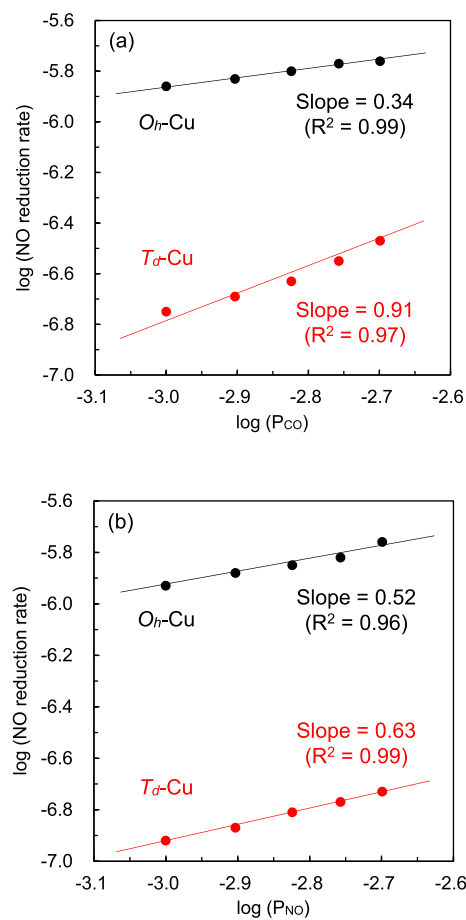 (a)
log (NO reduction rate)
-5.6
-5.8
-6.0
-6.2
-6.4
-6.6
-6.8
-7.0
Oh-Cu
Slope = 0.34
(R² = 0.99)
Td-Cu
Slope = 0.91
(R² = 0.97)
-3.1 -3.0 -2.9 -2.8 -2.7 -2.6
log (PCO)
(b)
log (NO reduction rate)
-5.6
-5.8
-6.0
-6.2
-6.4
-6.6
-6.8
-7.0
Oh-Cu
Slope = 0.52
(R² = 0.96)
Td-Cu
Slope = 0.63
(R² = 0.99)
-3.1 -3.0 -2.9 -2.8 -2.7 -2.6
log (PNO)